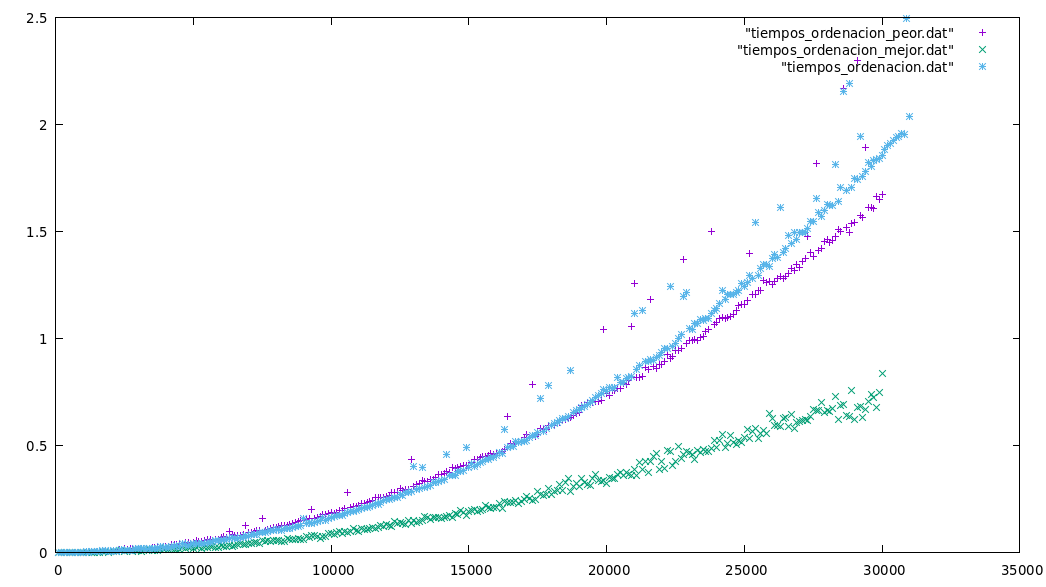 2.5
2
1.5
1
0.5
0
0 5000 10000 15000 20000 25000 30000 35000
"tiempos_ordenacion_peor.dat"
"tiempos_ordenacion_mejor.dat"
"tiempos_ordenacion.dat"